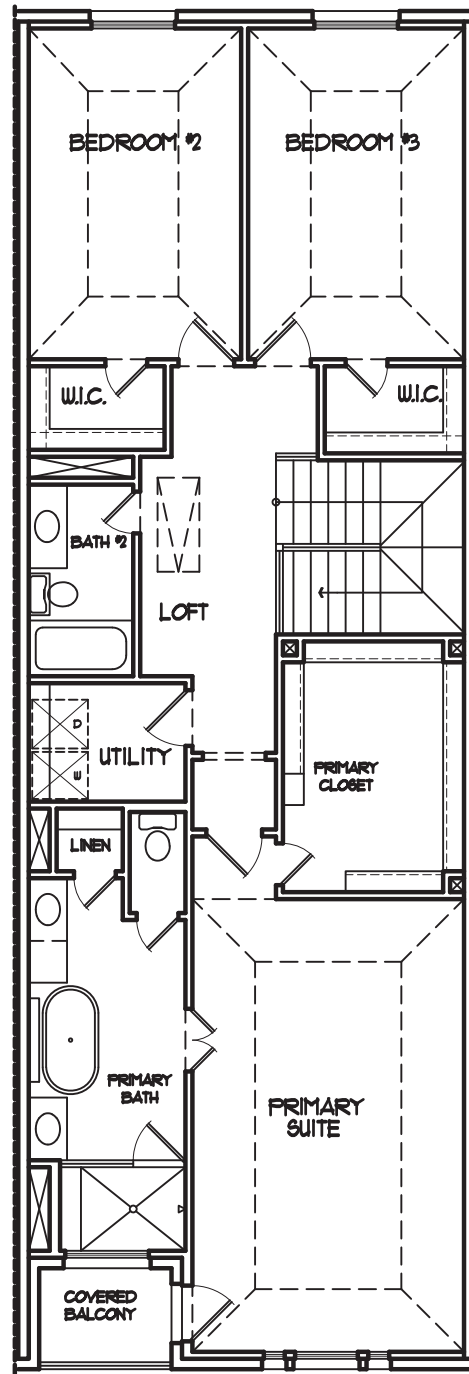 BEDROOM #2
BEDROOM #3
W.I.C.
W.I.C.
BATH #2
LOFT
D
W
UTILITY
PRIMARY
CLOSET
LINEN
PRIMARY
BATH
PRIMARY
SUITE
COVERED
BALCONY